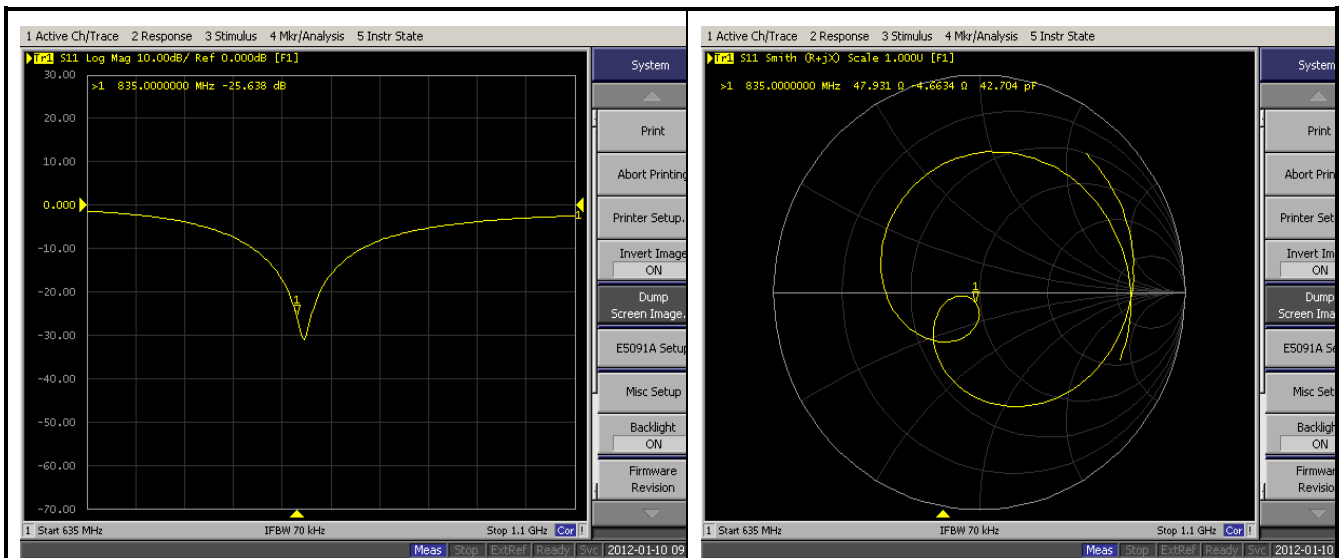 1 Active Ch/Trace 2 Response 3 Stimulus 4 Mkr/Analysis 5 Instr State
Tr1 S11 Log Mag 10.00dB/ Ref 0.000dB [F1]
>1 835.0000000 MHz -25.638 dB
30.00
20.00
10.00
0.000
-10.00
-20.00
-30.00
-40.00
-50.00
-60.00
-70.00
1
1
System
Print
Abort Printing
Printer Setup.
Invert Image
ON
Dump
Screen Image.
E5091A Setup
Misc Setup
Backlight
ON
Firmware
Revision
1 Start 635 MHz IFBW 70 kHz Stop 1.1 GHz Cor !
Meas Stop ExtRef Ready Svc 2012-01-10 09
1 Active Ch/Trace 2 Response 3 Stimulus 4 Mkr/Analysis 5 Instr State
Tr1 S11 Smith (R+jX) Scale 1.000U [F1]
>1 835.0000000 MHz 47.931 Ω -4.6634 Ω 42.704 pF
1
System
Print
Abort Prin
Printer Set
Invert Im
ON
Dump
Screen Ima
E5091A Se
Misc Set
Backligh
ON
Firmwar
Revisio
1 Start 635 MHz IFBW 70 kHz Stop 1.1 GHz Cor !
Meas Stop ExtRef Ready Svc 2012-01-10 09